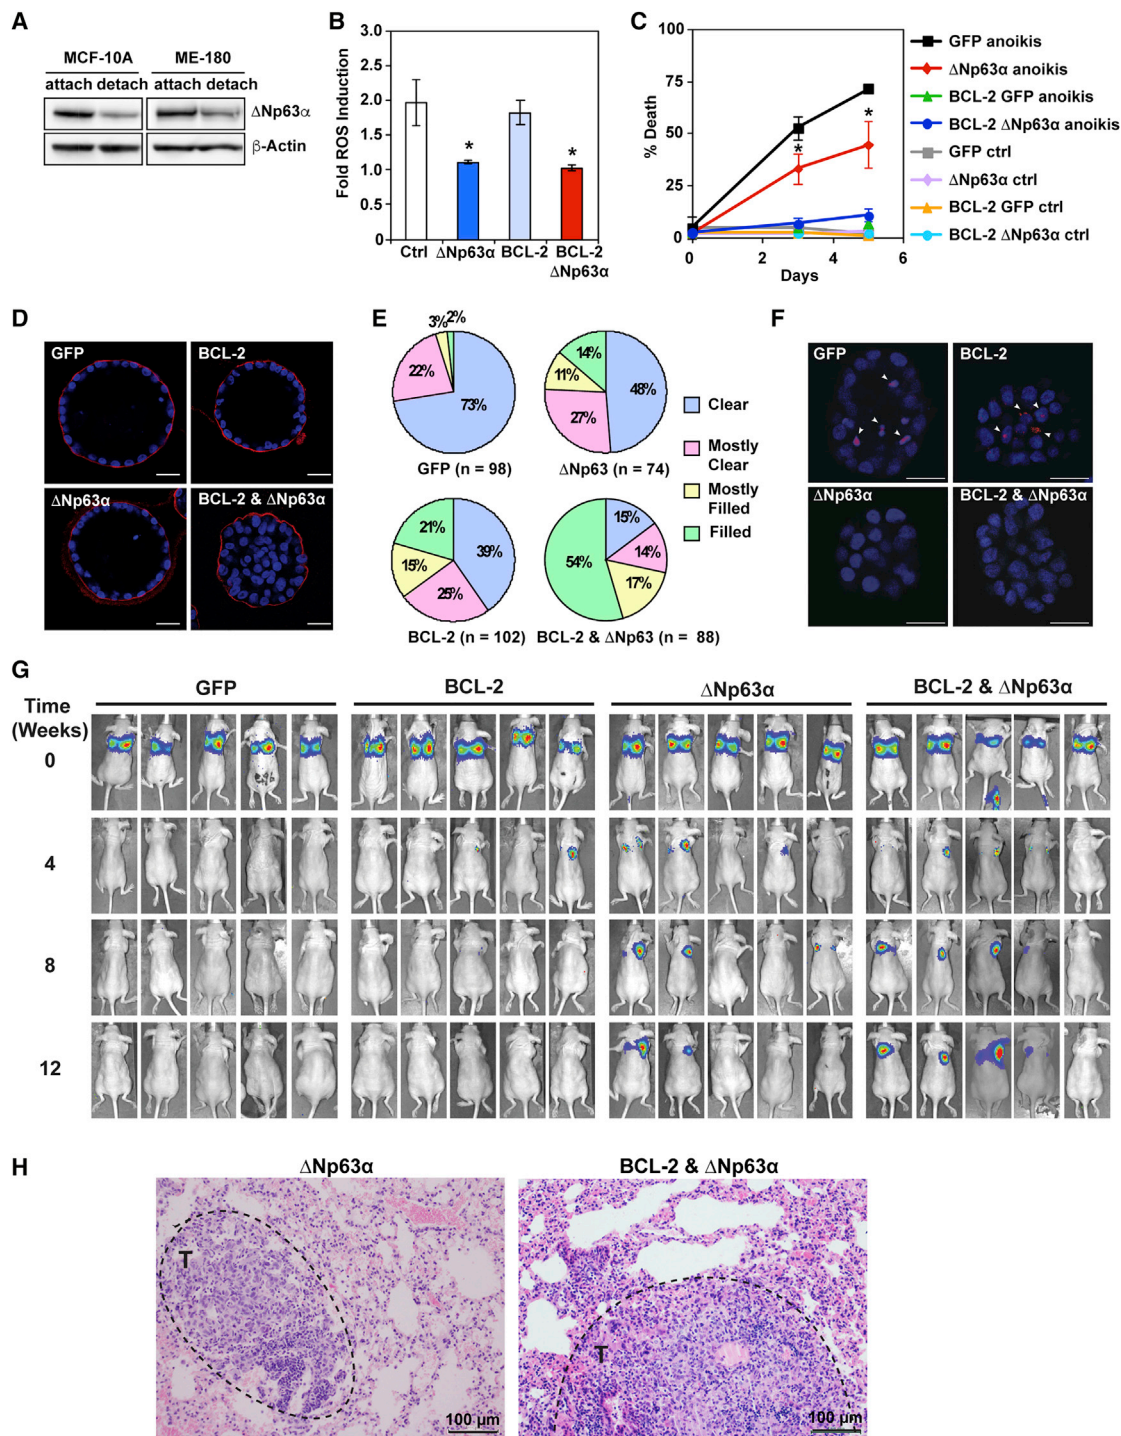 A
MCF-10A ME-180
attach detach attach detach
ΔNp63α
β-Actin
B
Fold ROS Induction
3.0
2.5
2.0
1.5
1.0
0.5
0
*
*
Ctrl ΔNp63α BCL-2 BCL-2
ΔNp63α
C
% Death
100
75
50
25
0
*
*
0 2 4 6
Days
GFP anoikis
ΔNp63α anoikis
BCL-2 GFP anoikis
BCL-2 ΔNp63α anoikis
GFP ctrl
ΔNp63α ctrl
BCL-2 GFP ctrl
BCL-2 ΔNp63α ctrl
D
GFP BCL-2
ΔNp63α BCL-2 & ΔNp63α
E
3% 2%
22%
73%
GFP (n = 98)
14%
11%
48%
27%
ΔNp63 (n = 74)
21%
39%
15%
25%
BCL-2 (n = 102)
15%
14%
54%
17%
BCL-2 & ΔNp63 (n = 88)
Clear
Mostly
Clear
Mostly
Filled
Filled
F
GFP BCL-2
ΔNp63α BCL-2 & ΔNp63α
G
Time
(Weeks)
GFP BCL-2 ΔNp63α BCL-2 & ΔNp63α
0
4
8
12
H
ΔNp63α BCL-2 & ΔNp63α
T
100 µm
T
100 µm